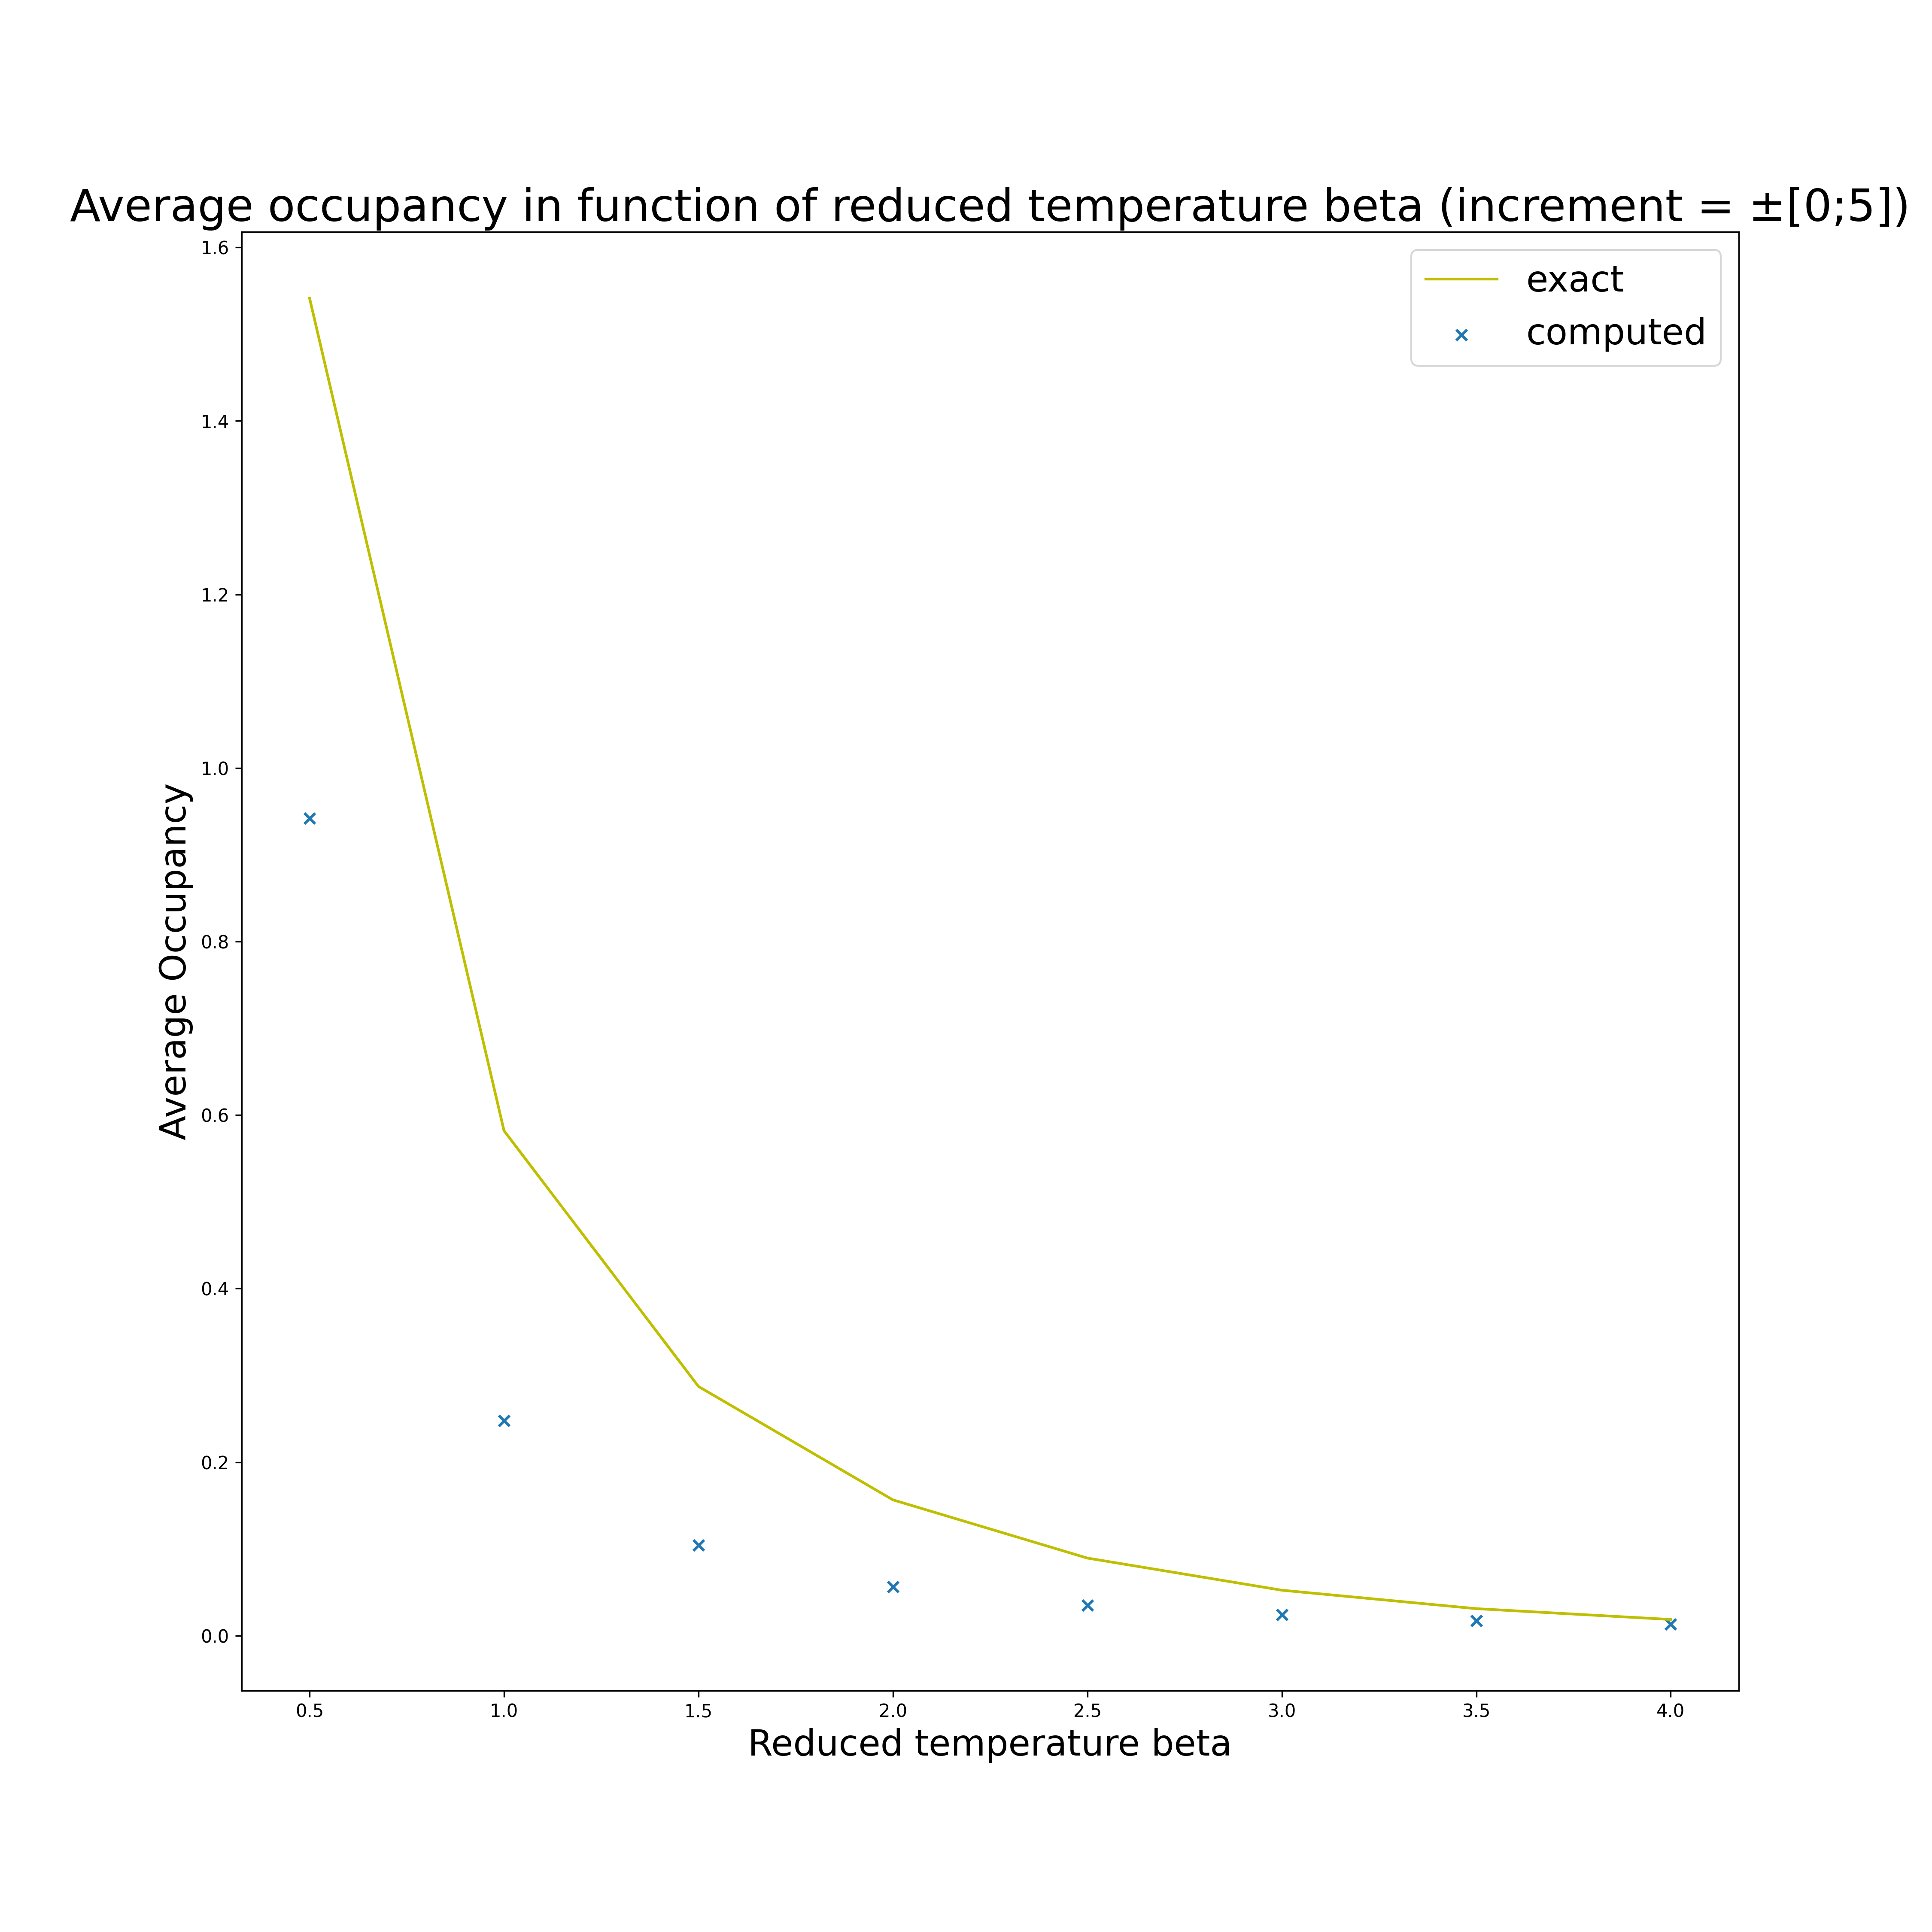 Average occupancy in function of reduced temperature beta (increment = ±[0;5])
exact
computed
1.6
1.4
1.2
1.0
0.8
0.6
0.4
0.2
0.0
Average Occupancy
0.5 1.0 1.5 2.0 2.5 3.0 3.5 4.0
Reduced temperature beta